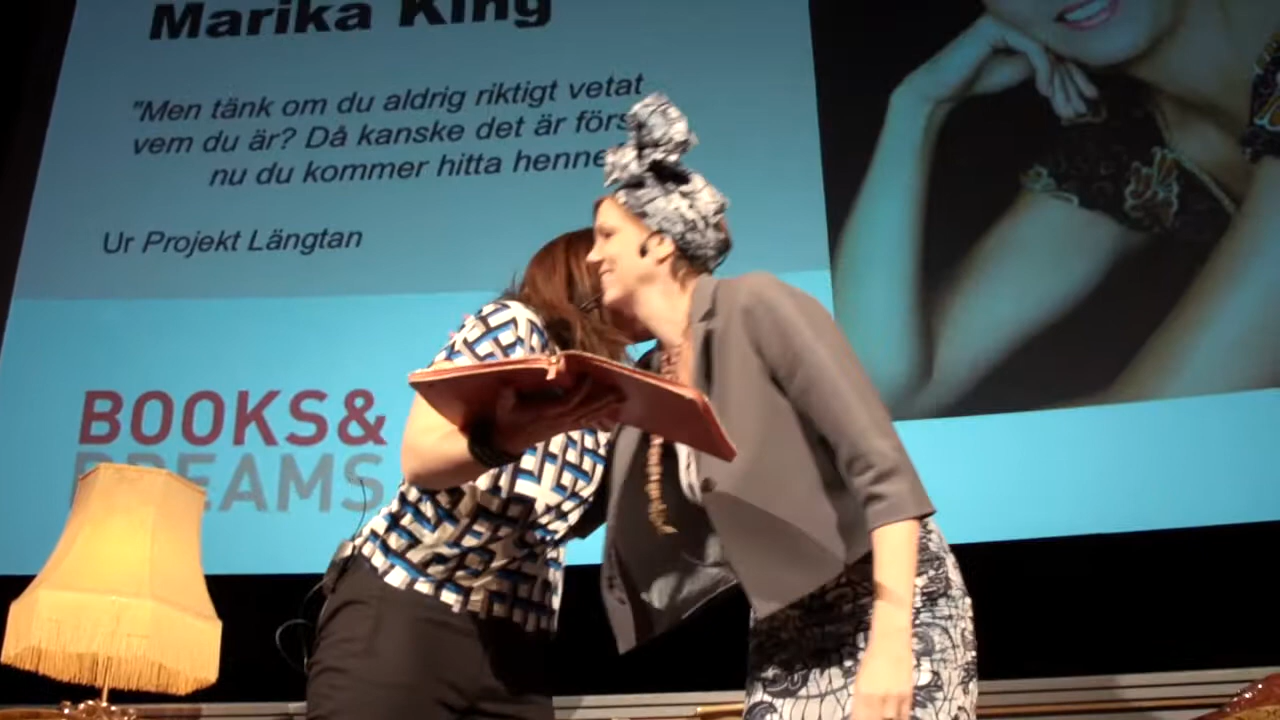 Marika King
"Men tänk om du aldrig riktigt vetat
vem du är? Då kanske det är förs
nu du kommer hitta henne
Ur Projekt Längtan
BOOKS&
DREAMS